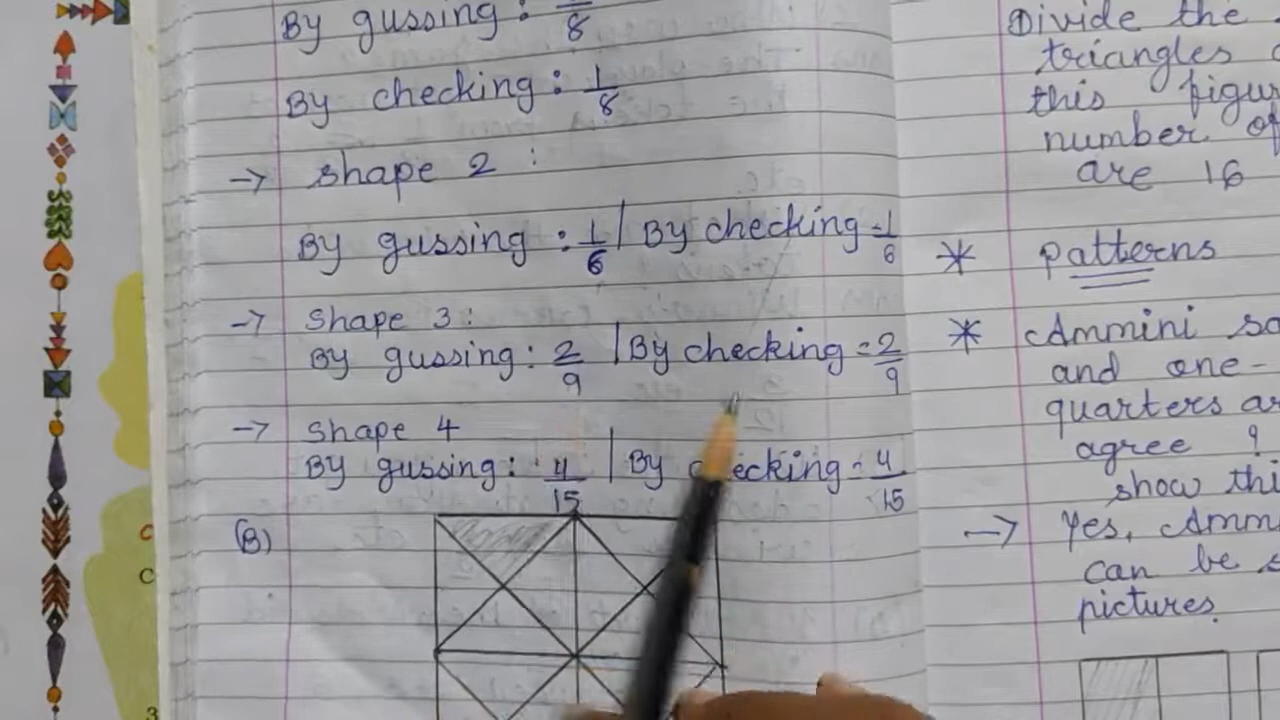 By gussing : 1/8
By checking : 1/8
→ shape 2 :
By gussing : 1/6 | By checking = 1/6
→ shape 3 :
By gussing : 2/9 | By checking = 2/9
→ shape 4
By gussing : 4/15 | By checking = 4/15
(B)
Divide the
triangles
this figu
number of
are 16
* patterns
* Ammini sa
and one-
quarters ar
agree ?
show thi
→ Yes, Amm
can be s
pictures.
C
C
3